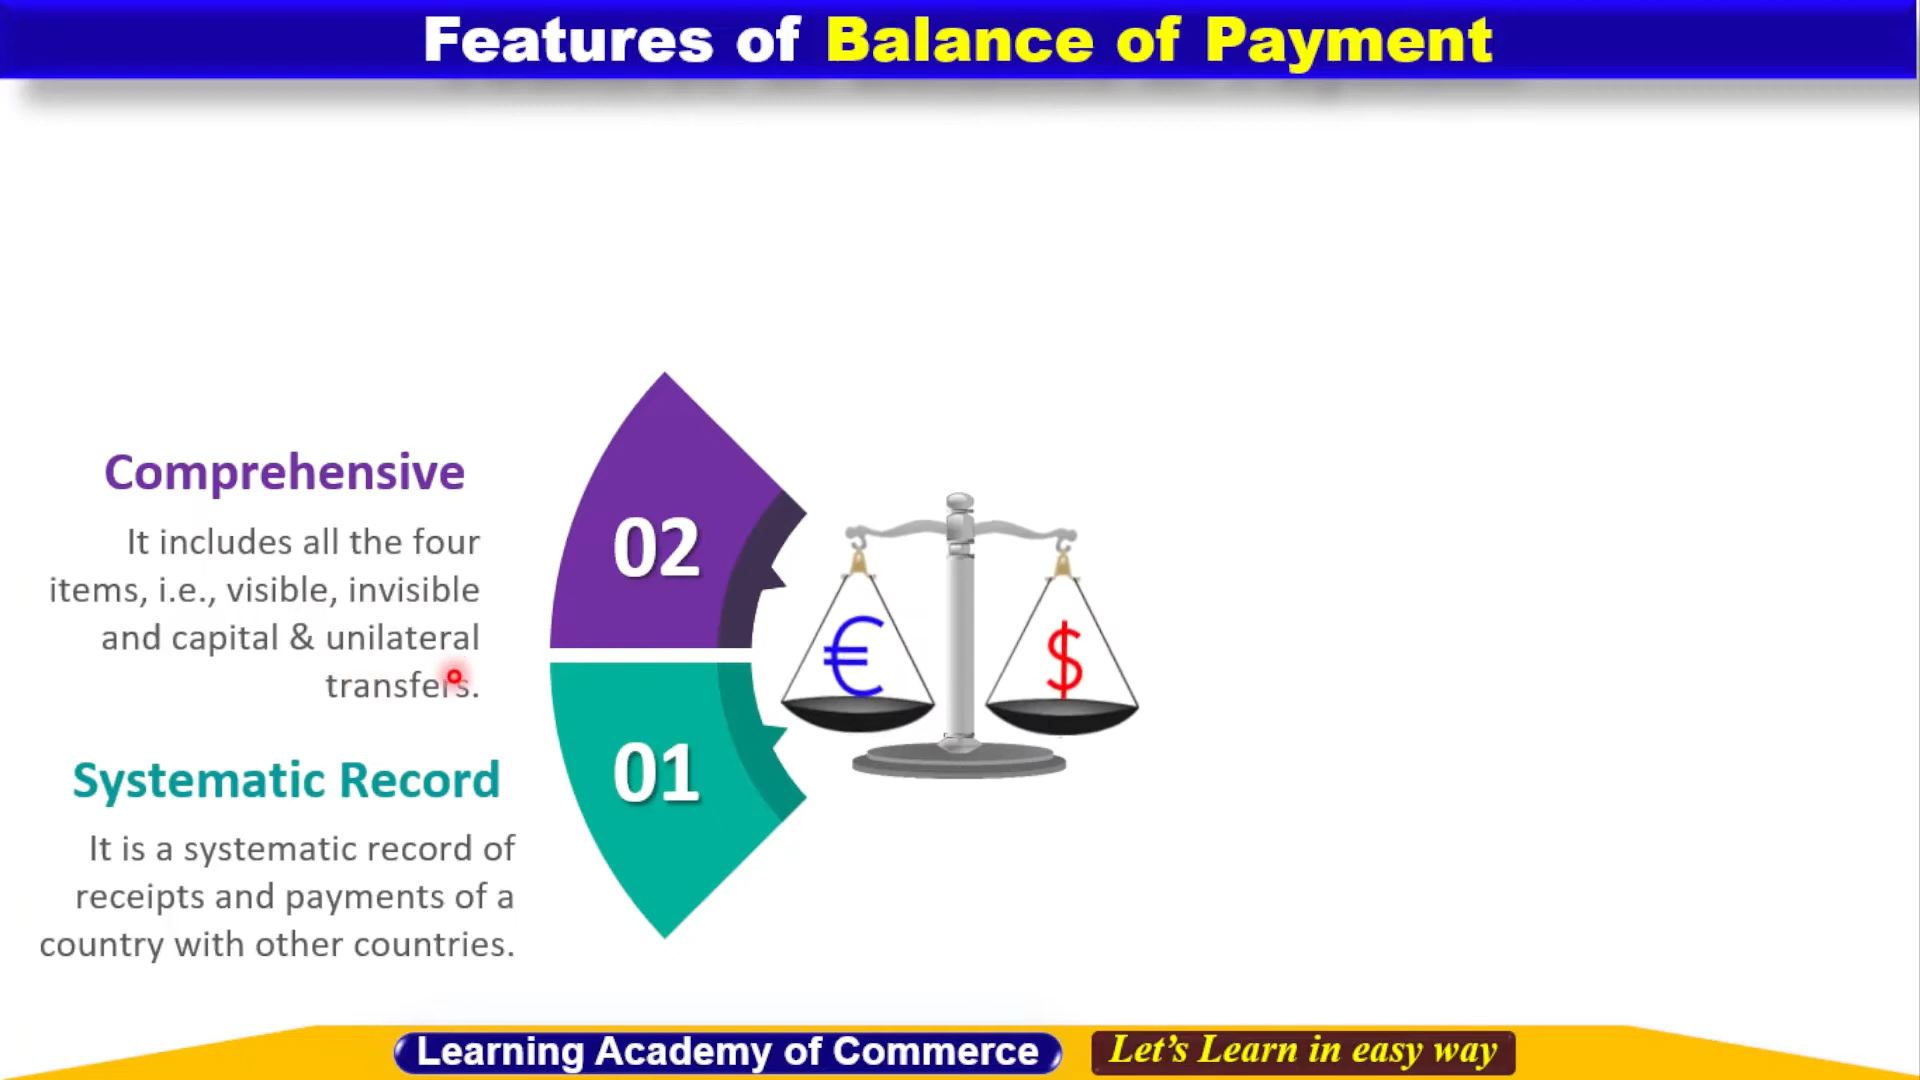 Features of Balance of Payment
Comprehensive
It includes all the four
items, i.e., visible, invisible
and capital & unilateral
transfers.
02
Systematic Record
It is a systematic record of
receipts and payments of a
country with other countries.
01
€
$
Learning Academy of Commerce
Let's Learn in easy way